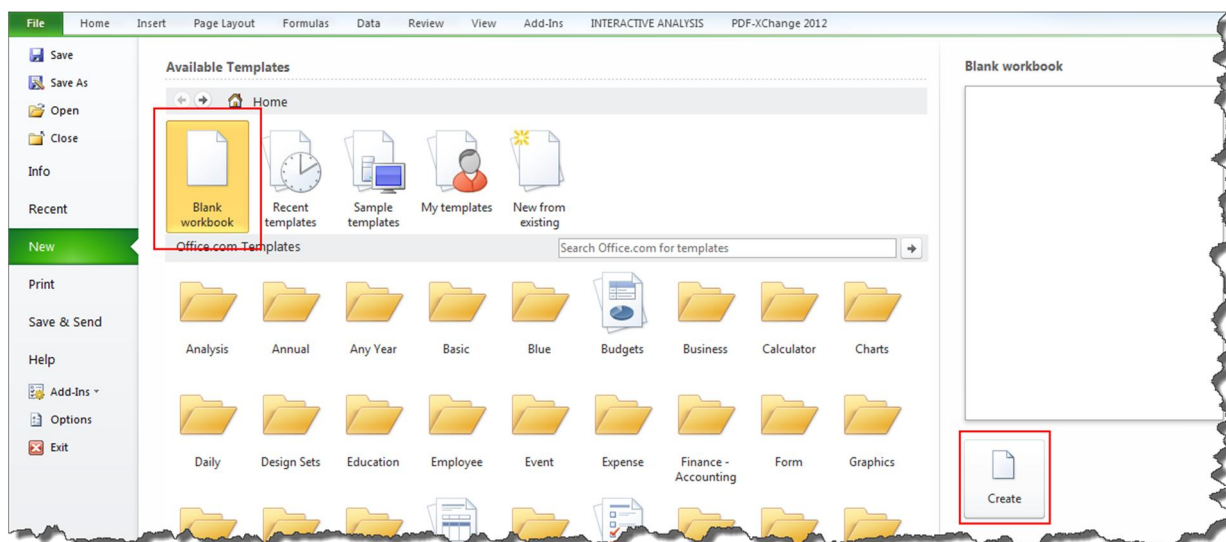 File Home Insert Page Layout Formulas Data Review View Add-Ins INTERACTIVE ANALYSIS PDF-XChange 2012
Save
Save As
Open
Close
Info
Recent
New
Print
Save & Send
Help
Add-Ins
Options
Exit
Available Templates
Home
Blank workbook
Recent templates
Sample templates
My templates
New from existing
Office.com Templates
Search Office.com for templates
Analysis Annual Any Year Basic Blue Budgets Business Calculator Charts
Daily Design Sets Education Employee Event Expense Finance - Accounting Form Graphics
Blank workbook
Create